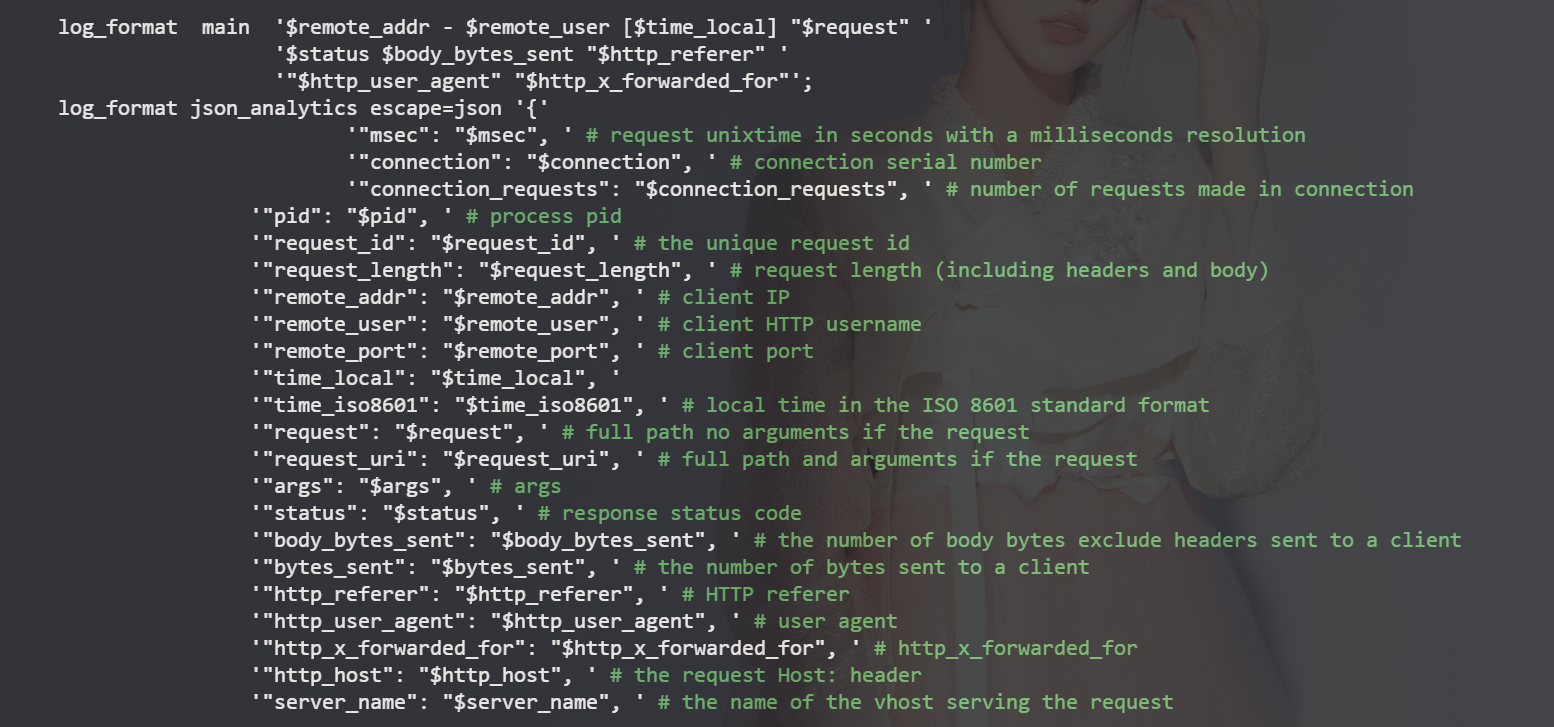 log_format  main  '$remote_addr - $remote_user [$time_local] "$request" '
                  '$status $body_bytes_sent "$http_referer" '
                  '"$http_user_agent" "$http_x_forwarded_for"';
log_format json_analytics escape=json '{'
                        '"msec": "$msec", ' # request unixtime in seconds with a milliseconds resolution
                        '"connection": "$connection", ' # connection serial number
                        '"connection_requests": "$connection_requests", ' # number of requests made in connection
                '"pid": "$pid", ' # process pid
                '"request_id": "$request_id", ' # the unique request id
                '"request_length": "$request_length", ' # request length (including headers and body)
                '"remote_addr": "$remote_addr", ' # client IP
                '"remote_user": "$remote_user", ' # client HTTP username
                '"remote_port": "$remote_port", ' # client port
                '"time_local": "$time_local", '
                '"time_iso8601": "$time_iso8601", ' # local time in the ISO 8601 standard format
                '"request": "$request", ' # full path no arguments if the request
                '"request_uri": "$request_uri", ' # full path and arguments if the request
                '"args": "$args", ' # args
                '"status": "$status", ' # response status code
                '"body_bytes_sent": "$body_bytes_sent", ' # the number of body bytes exclude headers sent to a client
                '"bytes_sent": "$bytes_sent", ' # the number of bytes sent to a client
                '"http_referer": "$http_referer", ' # HTTP referer
                '"http_user_agent": "$http_user_agent", ' # user agent
                '"http_x_forwarded_for": "$http_x_forwarded_for", ' # http_x_forwarded_for
                '"http_host": "$http_host", ' # the request Host: header
                '"server_name": "$server_name", ' # the name of the vhost serving the request